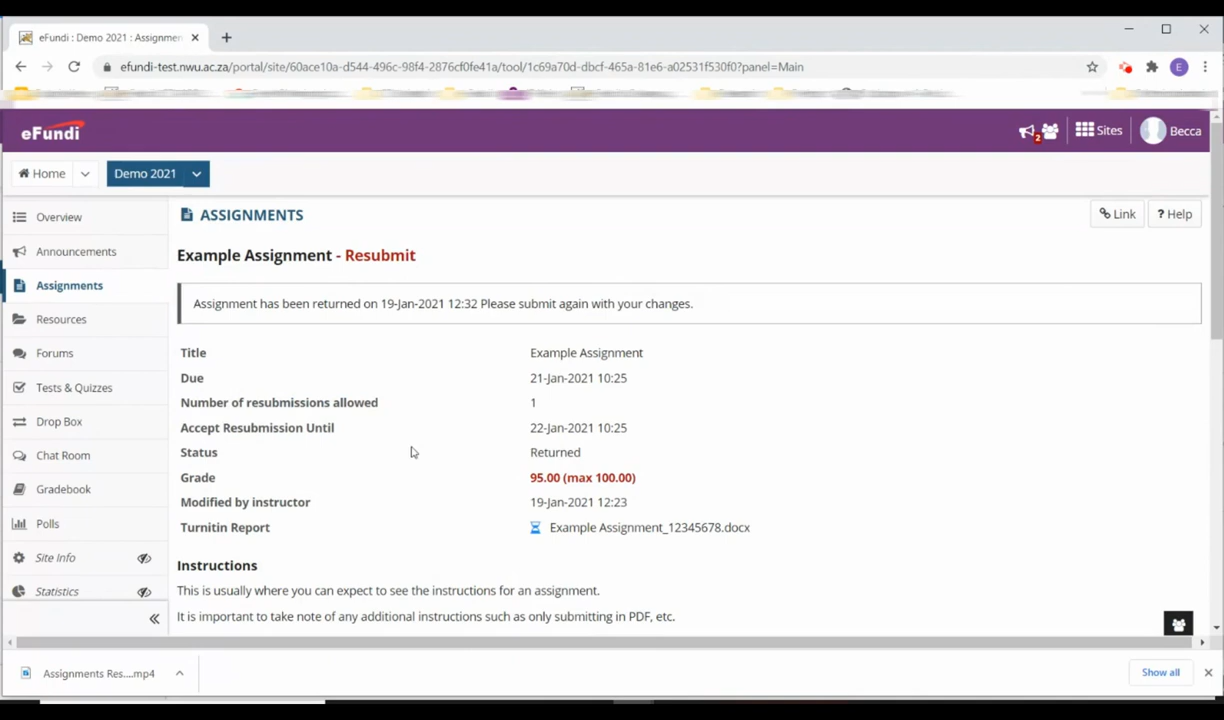 eFundi : Demo 2021 : Assignmen
efundi-test.nwu.ac.za/portal/site/60ace10a-d544-496c-98f4-2876cf0fe41a/tool/1c69a70d-dbcf-465a-81e6-a02531f530f0?panel=Main
E
eFundi
2
Sites
Becca
Home
Demo 2021
Overview
Announcements
Assignments
Resources
Forums
Tests & Quizzes
Drop Box
Chat Room
Gradebook
Polls
Site Info
Statistics
ASSIGNMENTS
Link
? Help
Example Assignment - Resubmit
Assignment has been returned on 19-Jan-2021 12:32 Please submit again with your changes.
Title Example Assignment
Due 21-Jan-2021 10:25
Number of resubmissions allowed 1
Accept Resubmission Until 22-Jan-2021 10:25
Status Returned
Grade 95.00 (max 100.00)
Modified by instructor 19-Jan-2021 12:23
Turnitin Report Example Assignment_12345678.docx
Instructions
This is usually where you can expect to see the instructions for an assignment.
It is important to take note of any additional instructions such as only submitting in PDF, etc.
Assignments Res....mp4
Show all